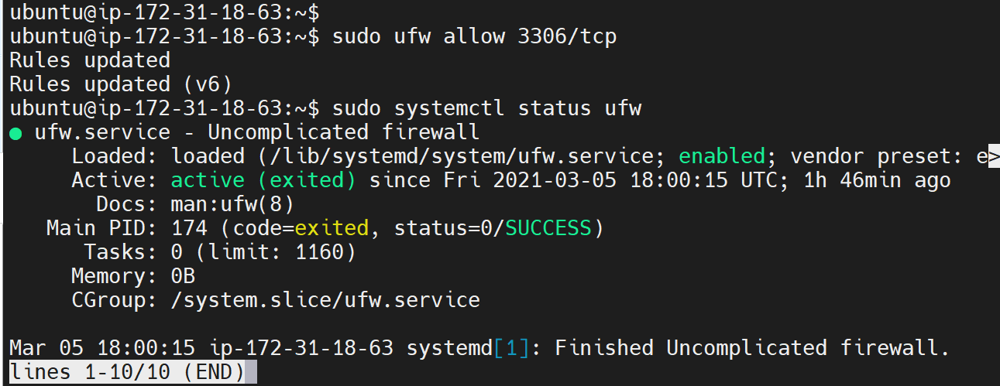 ubuntu@ip-172-31-18-63:~$
ubuntu@ip-172-31-18-63:~$ sudo ufw allow 3306/tcp
Rules updated
Rules updated (v6)
ubuntu@ip-172-31-18-63:~$ sudo systemctl status ufw
● ufw.service - Uncomplicated firewall
     Loaded: loaded (/lib/systemd/system/ufw.service; enabled; vendor preset: e>
     Active: active (exited) since Fri 2021-03-05 18:00:15 UTC; 1h 46min ago
       Docs: man:ufw(8)
   Main PID: 174 (code=exited, status=0/SUCCESS)
      Tasks: 0 (limit: 1160)
     Memory: 0B
     CGroup: /system.slice/ufw.service

Mar 05 18:00:15 ip-172-31-18-63 systemd[1]: Finished Uncomplicated firewall.
lines 1-10/10 (END)